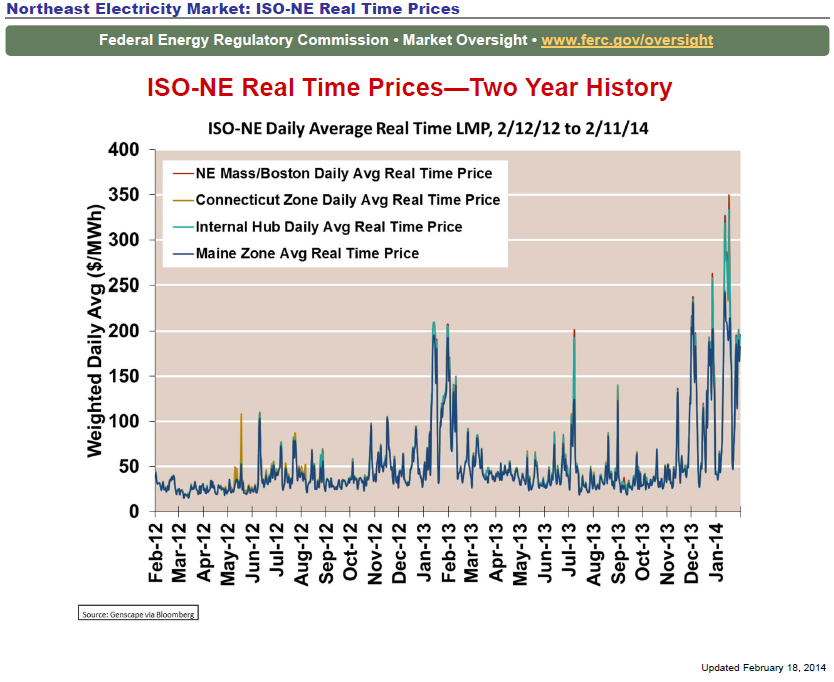 Northeast Electricity Market: ISO-NE Real Time Prices
Federal Energy Regulatory Commission • Market Oversight • www.ferc.gov/oversight
ISO-NE Real Time Prices—Two Year History
ISO-NE Daily Average Real Time LMP, 2/12/12 to 2/11/14
Weighted Daily Avg ($/MWh)
400
350
300
250
200
150
100
50
0
NE Mass/Boston Daily Avg Real Time Price
Connecticut Zone Daily Avg Real Time Price
Internal Hub Daily Avg Real Time Price
Maine Zone Avg Real Time Price
Feb-12
Mar-12
Apr-12
May-12
Jun-12
Jul-12
Aug-12
Sep-12
Oct-12
Nov-12
Dec-12
Jan-13
Feb-13
Mar-13
Apr-13
May-13
Jun-13
Jul-13
Aug-13
Sep-13
Oct-13
Nov-13
Dec-13
Jan-14
Source: Genscape via Bloomberg
Updated February 18, 2014